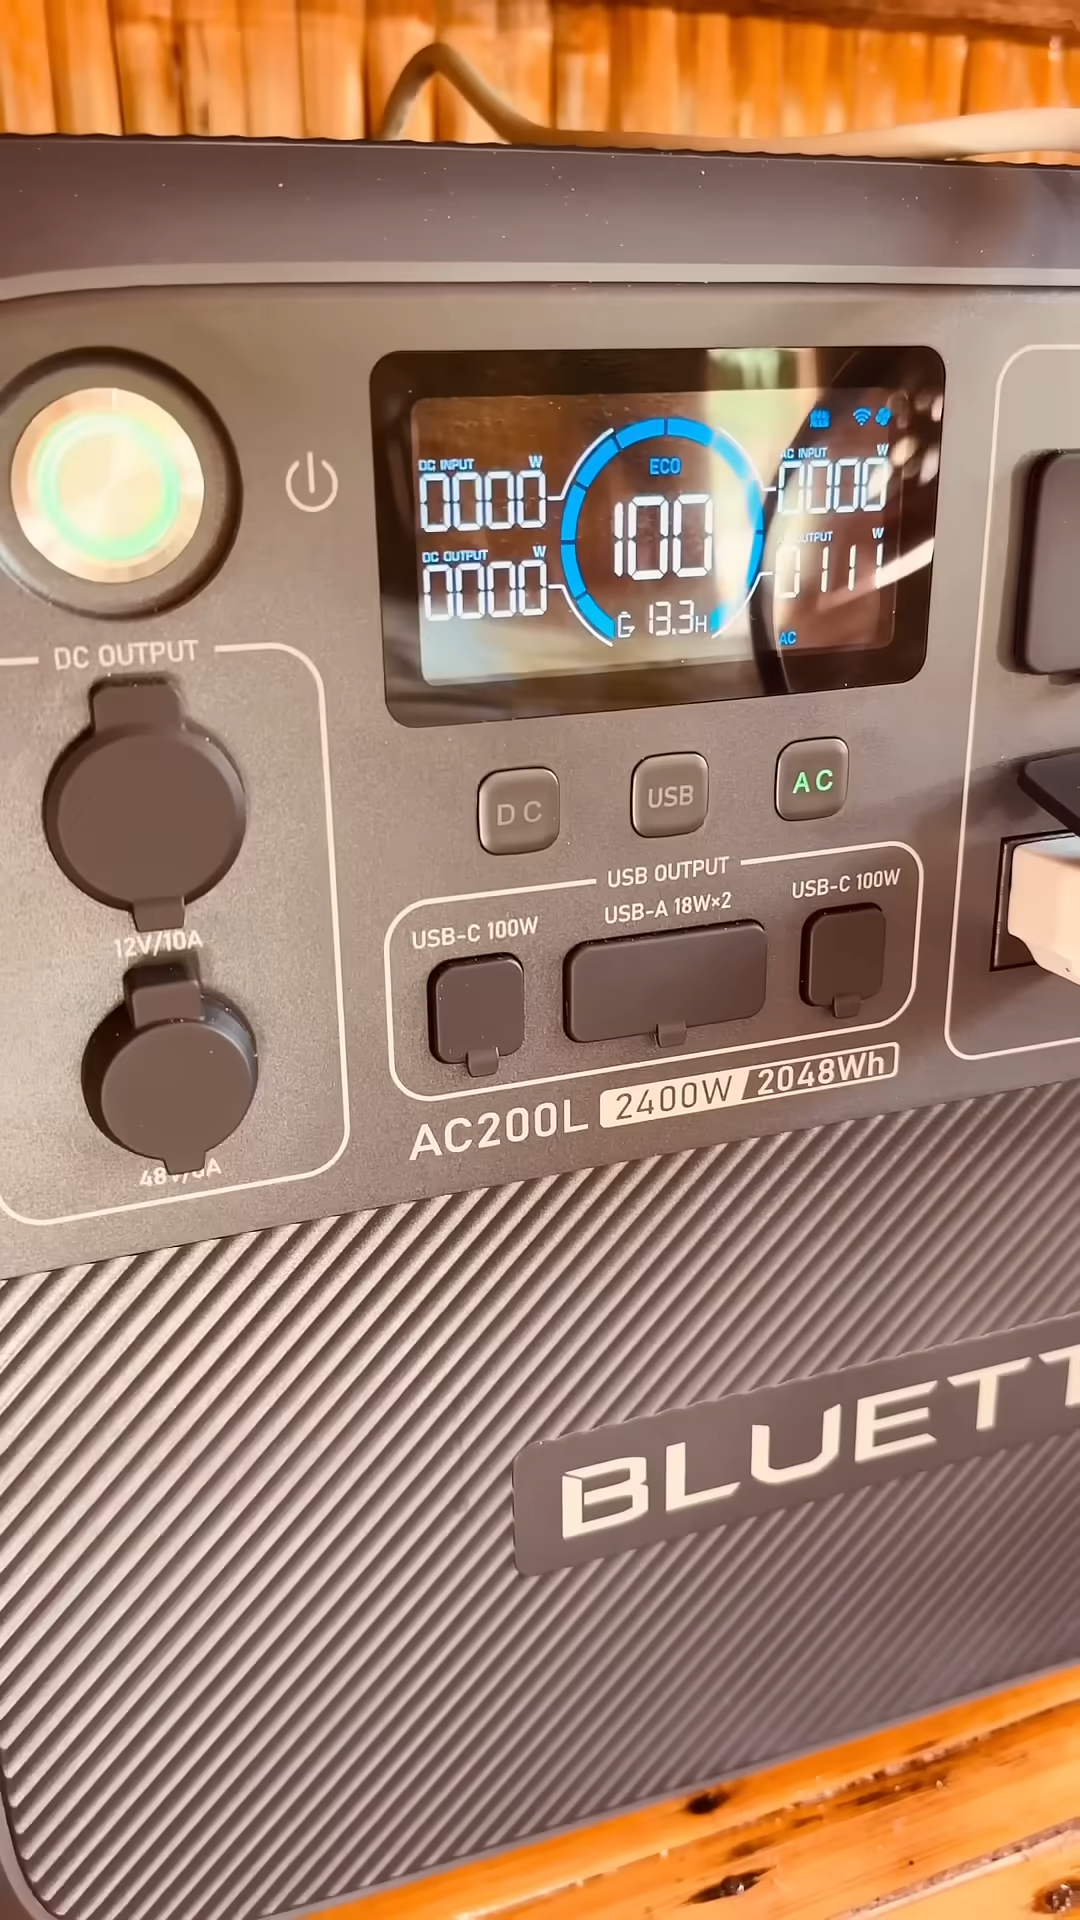 DC INPUT W
0000
DC OUTPUT W
0000
ECO
100
13.3H
AC INPUT W
0000
OUTPUT W
0111
AC
DC OUTPUT
12V/10A
DC
USB
AC
USB OUTPUT
USB-C 100W
USB-A 18W×2
USB-C 100W
AC200L 2400W 2048Wh
BLUETT